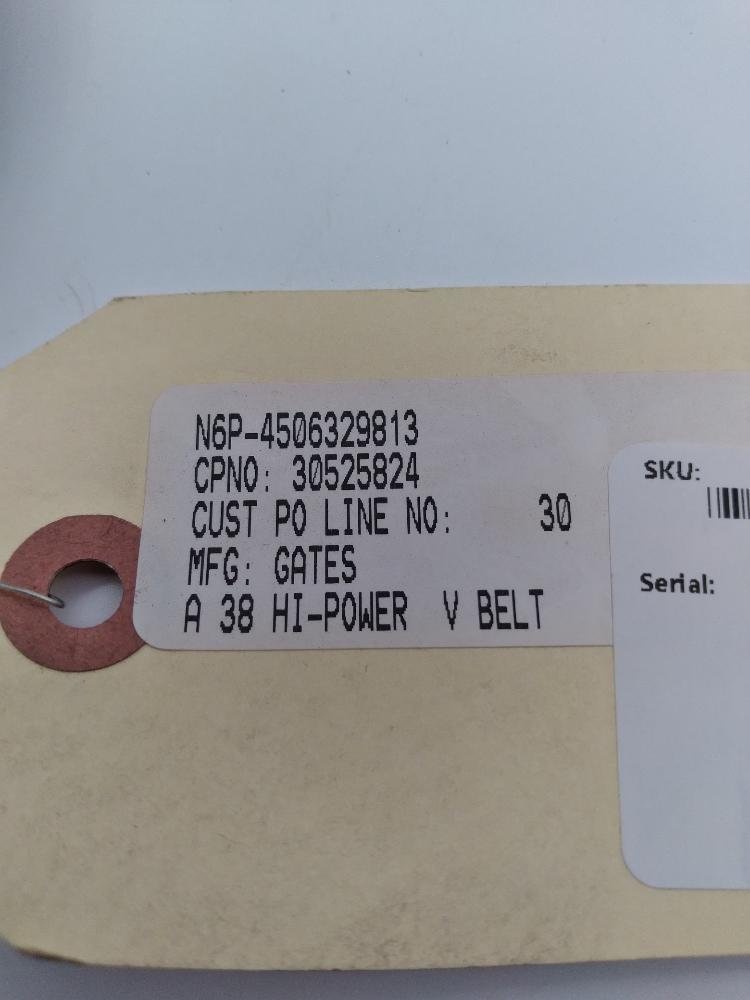 N6P-4506329813
CPNO: 30525824
CUST PO LINE NO: 30
MFG: GATES
A 38 HI-POWER V BELT
SKU:
Serial: